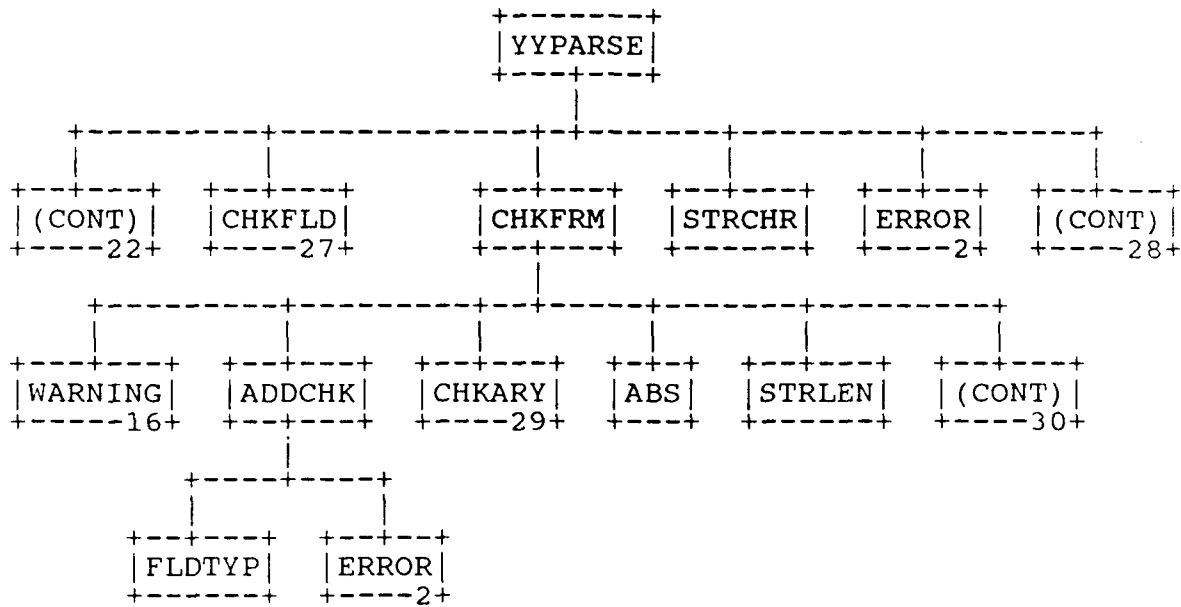 YYPARSE
(CONT) CHKFLD CHKFRM STRCHR ERROR (CONT)
22 27 2 28
WARNING ADDCHK CHKARY ABS STRLEN (CONT)
16 29 30
FLDTYP ERROR
2